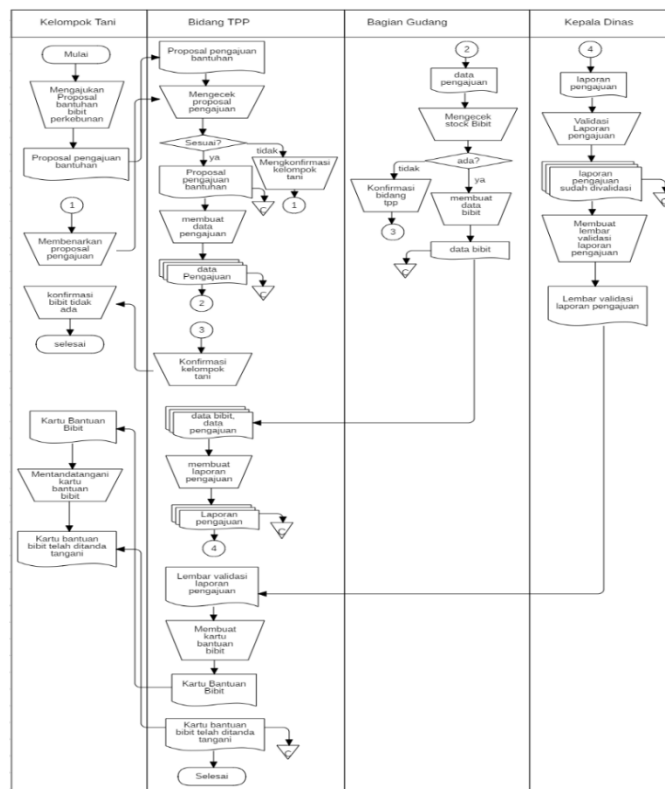 Kelompok Tani
Bidang TPP
Bagian Gudang
Kepala Dinas
Mulai
Mengajukan
Proposal
bantuhan
bibit
perkebunan
Proposal pengajuan
bantuhan
1
Membenarkan
proposal
pengajuan
konfirmasi
bibit tidak
ada
selesai
Kartu Bantuan
Bibit
Mentandatangani
kartu
bantuan
bibit
Kartu bantuan
bibit telah ditanda
tangani
Proposal pengajuan
bantuhan
Mengecek
proposal
pengajuan
Sesuai?
tidak
ya
Mengkonfirmasi
kelompok
tani
1
Proposal
pengajuan
bantuhan
C
membuat
data
pengajuan
data
Pengajuan
C
2
3
Konfirmasi
kelompok
tani
data bibit,
data
pengajuan
membuat
laporan
pengajuan
Laporan
pengajuan
C
4
Lembar validasi
laporan
pengajuan
Membuat
kartu
bantuan
bibit
Kartu Bantuan
Bibit
Kartu bantuan
bibit telah ditanda
tangani
C
Selesai
2
data
pengajuan
Mengecek
stock Bibit
ada?
tidak
ya
Konfirmasi
bidang
tpp
3
membuat
data
bibit
data bibit
C
4
laporan
pengajuan
Validasi
Laporan
pengajuan
laporan
pengajuan
sudah divalidasi
C
Membuat
lembar
validasi
laporan
pengajuan
Lembar validasi
laporan pengajuan